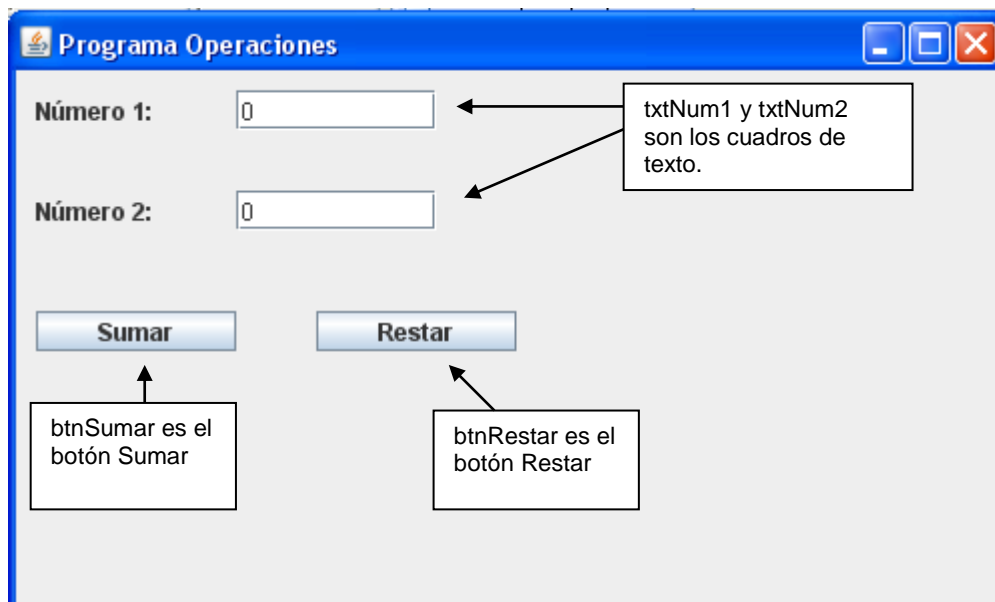 Programa Operaciones
Número 1:
0
txtNum1 y txtNum2
son los cuadros de
texto.
Número 2:
0
Sumar
Restar
btnSumar es el
botón Sumar
btnRestar es el
botón Restar